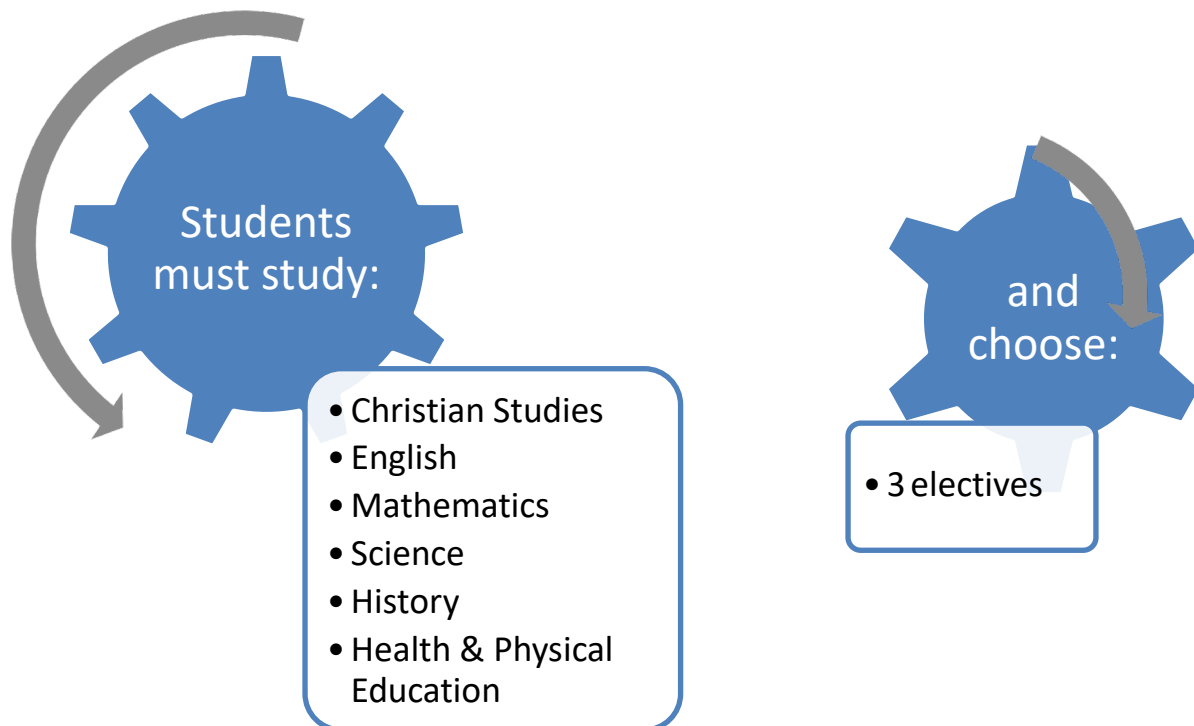 Students
must study:
• Christian Studies
• English
• Mathematics
• Science
• History
• Health & Physical
Education
and
choose:
• 3 electives